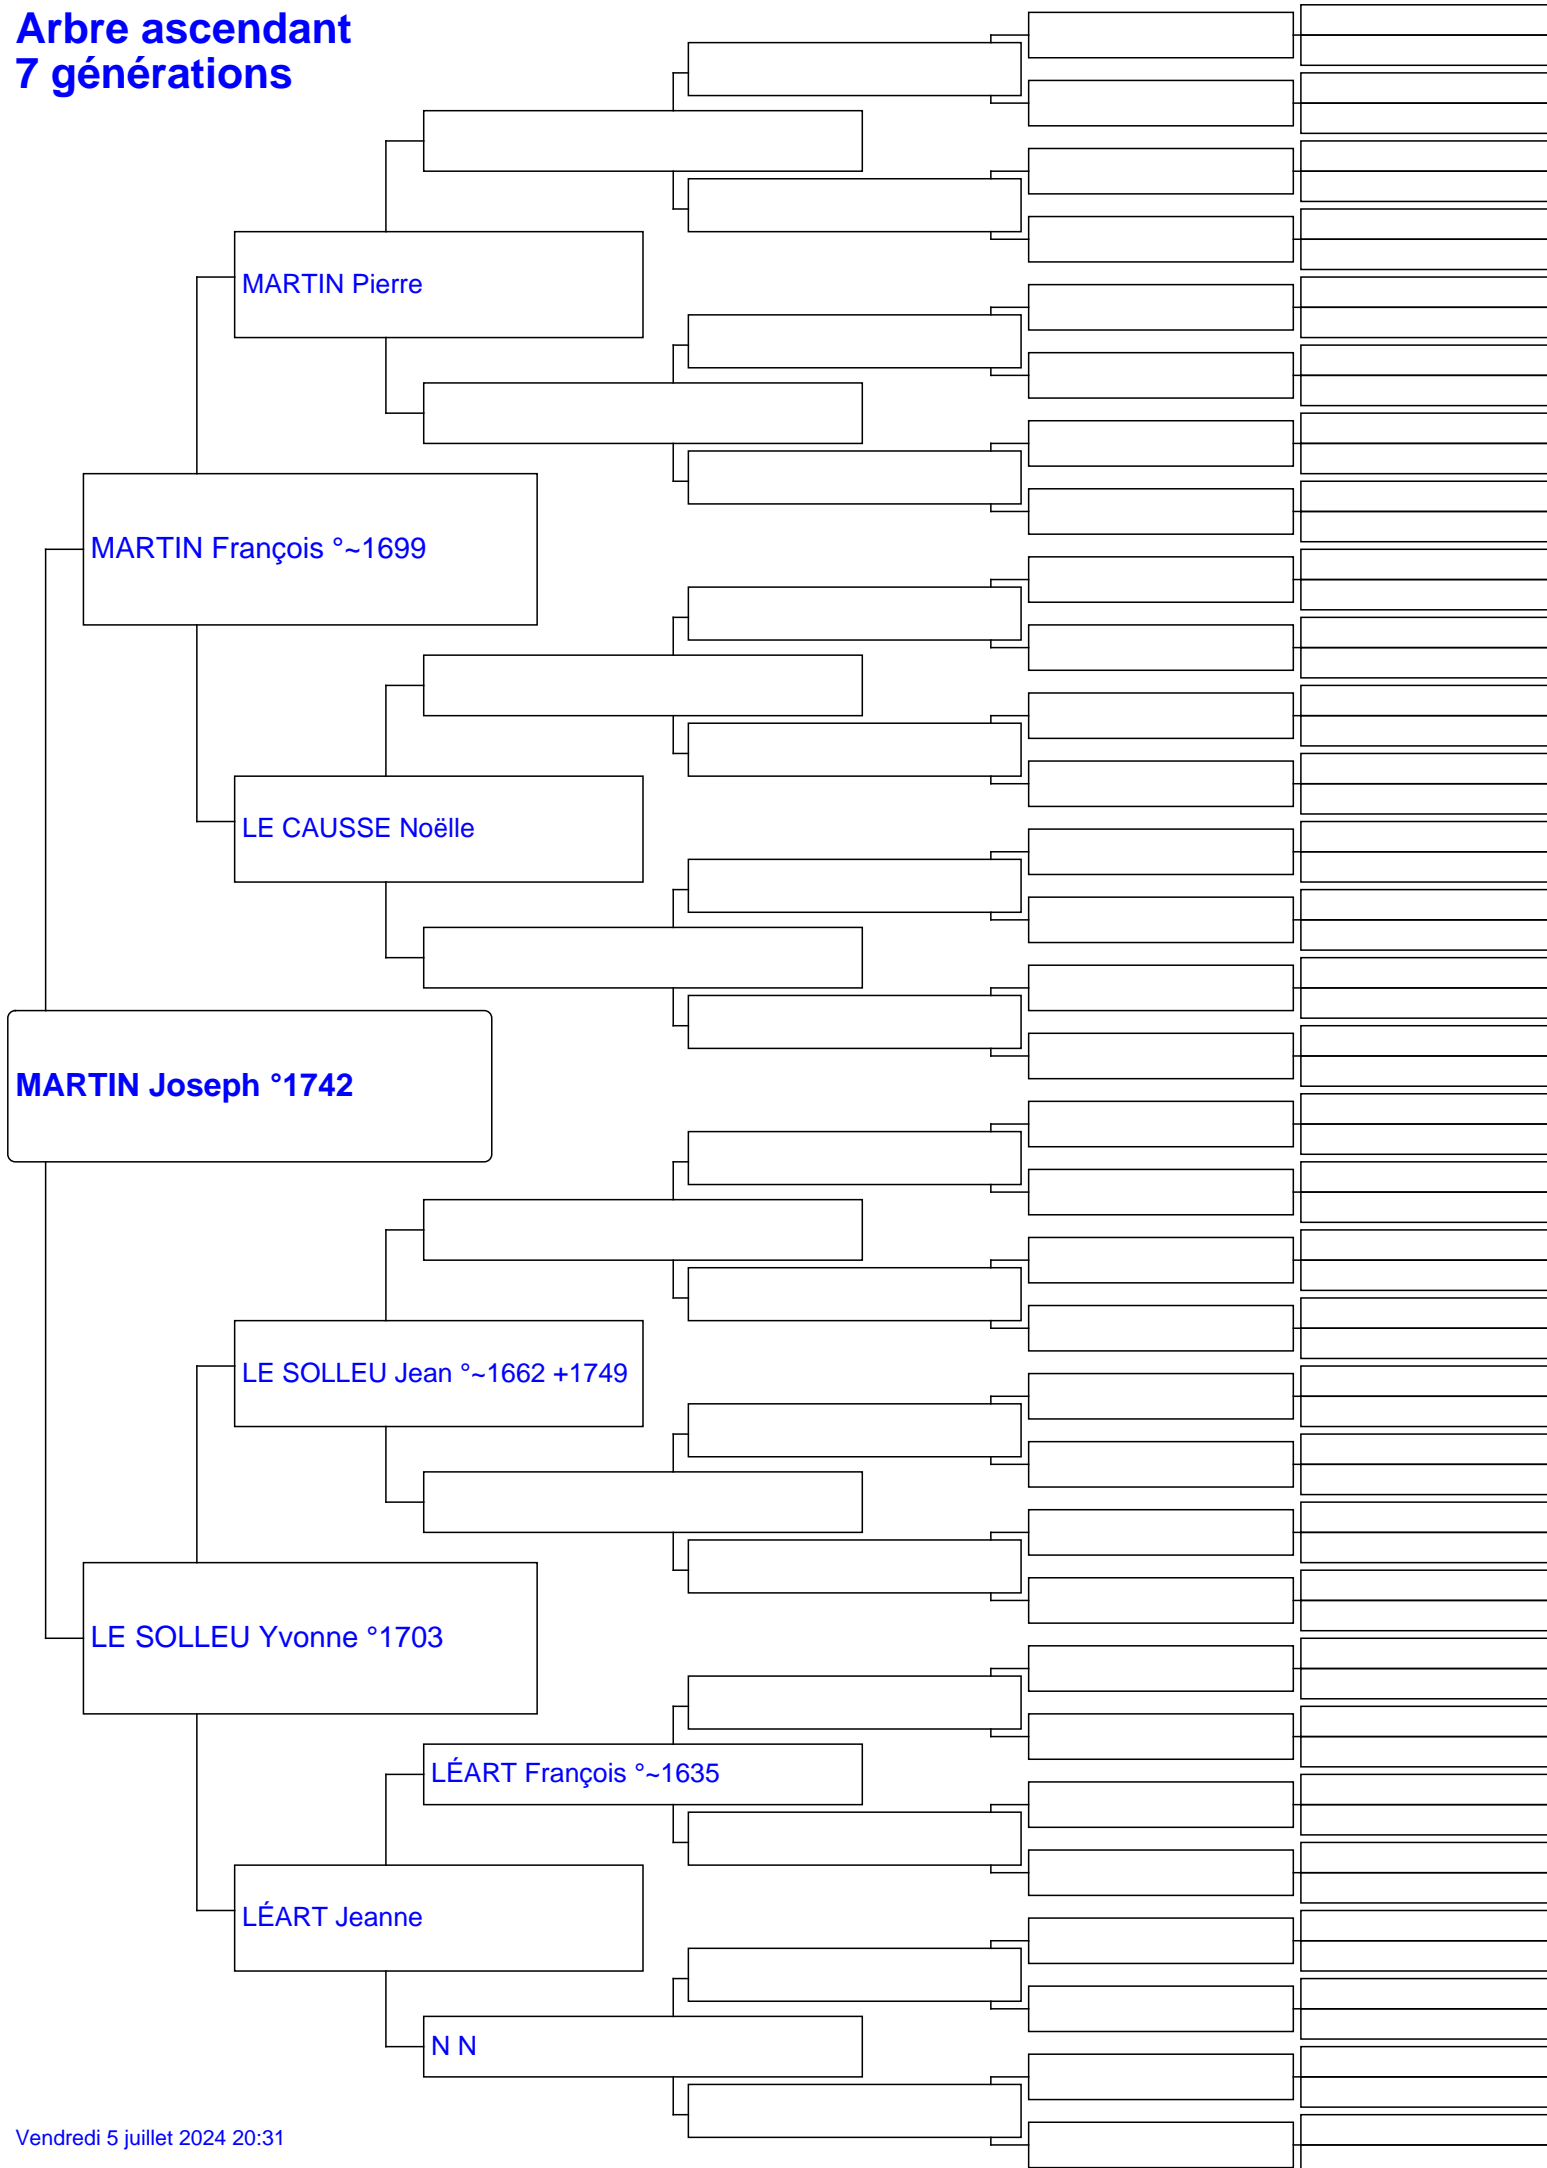 Arbre ascendant
7 générations
MARTIN Pierre
MARTIN François °~1699
LE CAUSSE Noëlle
MARTIN Joseph °1742
LE SOLLEU Jean °~1662 +1749
LE SOLLEU Yvonne °1703
LÉART François °~1635
LÉART Jeanne
N N
Vendredi 5 juillet 2024 20:31